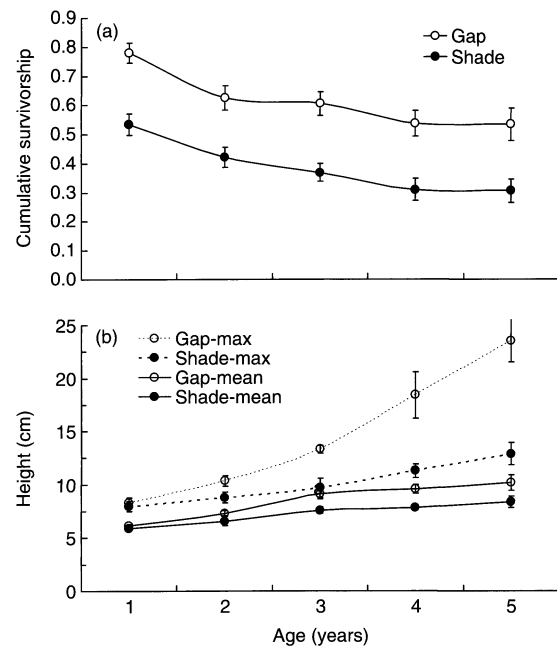 (a)
Gap
Shade
Cumulative survivorship
0.9
0.8
0.7
0.6
0.5
0.4
0.3
0.2
0.1
0.0
(b)
Gap-max
Shade-max
Gap-mean
Shade-mean
Height (cm)
25
20
15
10
5
0
1 2 3 4 5
Age (years)